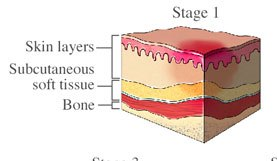 Stage 1
Skin layers
Subcutaneous
soft tissue
Bone